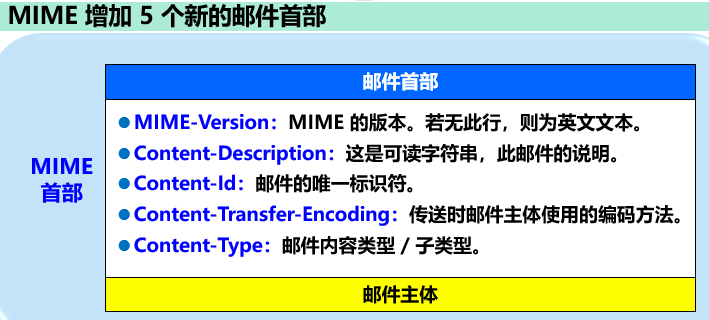 MIME 增加 5 个新的邮件首部
邮件首部
MIME 首部
●MIME-Version：MIME 的版本。若无此行，则为英文文本。
●Content-Description：这是可读字符串，此邮件的说明。
●Content-Id：邮件的唯一标识符。
●Content-Transfer-Encoding：传送时邮件主体使用的编码方法。
●Content-Type：邮件内容类型 / 子类型。
邮件主体